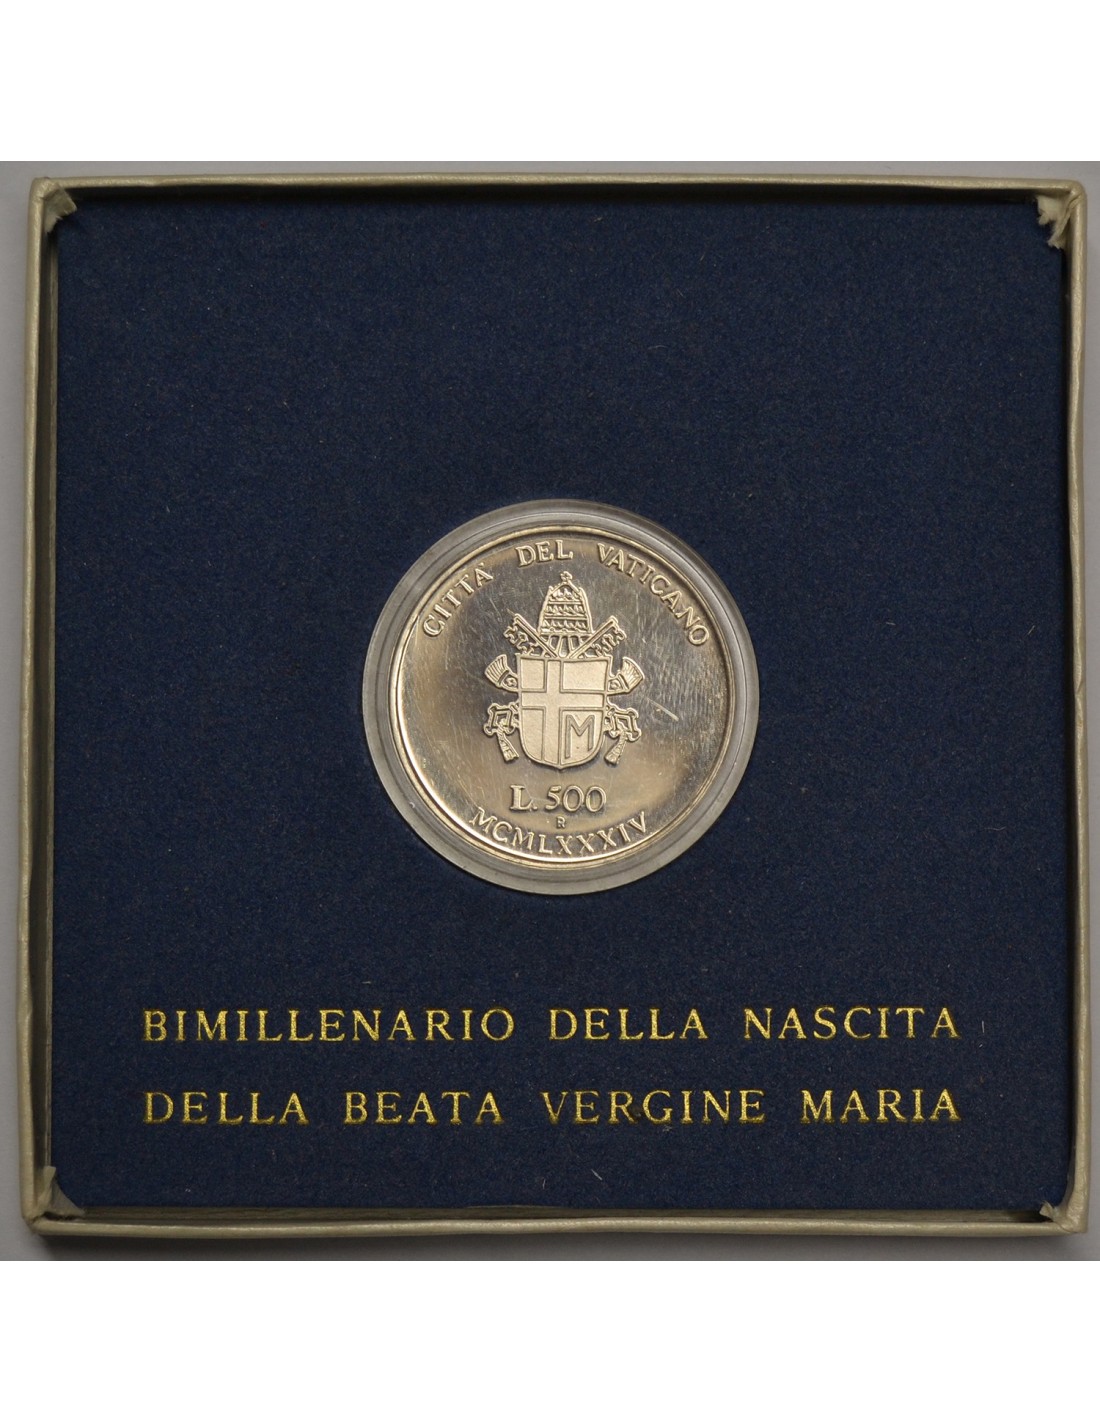 CITTA' DEL VATICANO
M
L. 500
R
MCMLXXXIV
BIMILLENARIO DELLA NASCITA
DELLA BEATA VERGINE MARIA